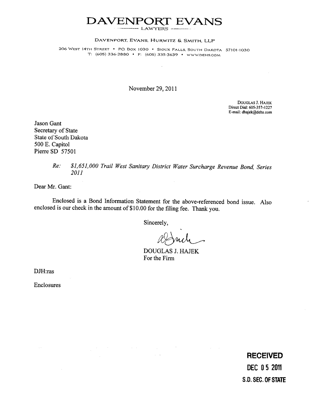 DAVENPORT EVANS
LAWYERS
DAVENPORT, EVANS, HURWITZ & SMITH, LLP
206 WEST 14TH STREET • PO BOX 1030 • SIOUX FALLS SOUTH DAKOTA 57101-1030
T: (605) 336-2880 • F: (605) 335-3639 • WWW.DEHS.COM
November 29, 2011
DOUGLAS J. HAJEK
Direct Dial: 605-357-1227
E-mail: dhajek@dehs.com
Jason Gant
Secretary of State
State of South Dakota
500 E. Capitol
Pierre SD 57501
Re: $1,651,000 Trail West Sanitary District Water Surcharge Revenue Bond, Series
2011
Dear Mr. Gant:
Enclosed is a Bond Information Statement for the above-referenced bond issue. Also
enclosed is our check in the amount of $10.00 for the filing fee. Thank you.
Sincerely,
DOUGLAS J. HAJEK
For the Firm
DJH:ras
Enclosures
RECEIVED
DEC 05 2011
S.D. SEC. OF STATE